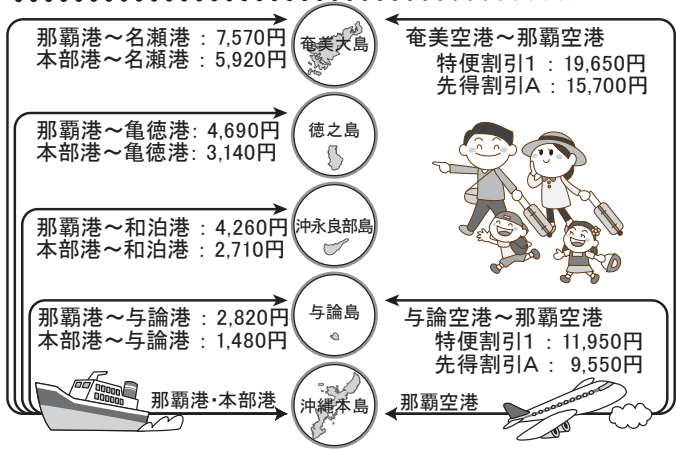 那覇港～名瀬港：7,570円
本部港～名瀬港：5,920円
奄美大島
奄美空港～那覇空港
特便割引1：19,650円
先得割引A：15,700円
那覇港～亀徳港：4,690円
本部港～亀徳港：3,140円
徳之島
那覇港～和泊港：4,260円
本部港～和泊港：2,710円
沖永良部島
那覇港～与論港：2,820円
本部港～与論港：1,480円
与論島
与論空港～那覇空港
特便割引1：11,950円
先得割引A：9,550円
那覇港・本部港
沖縄本島
那覇空港